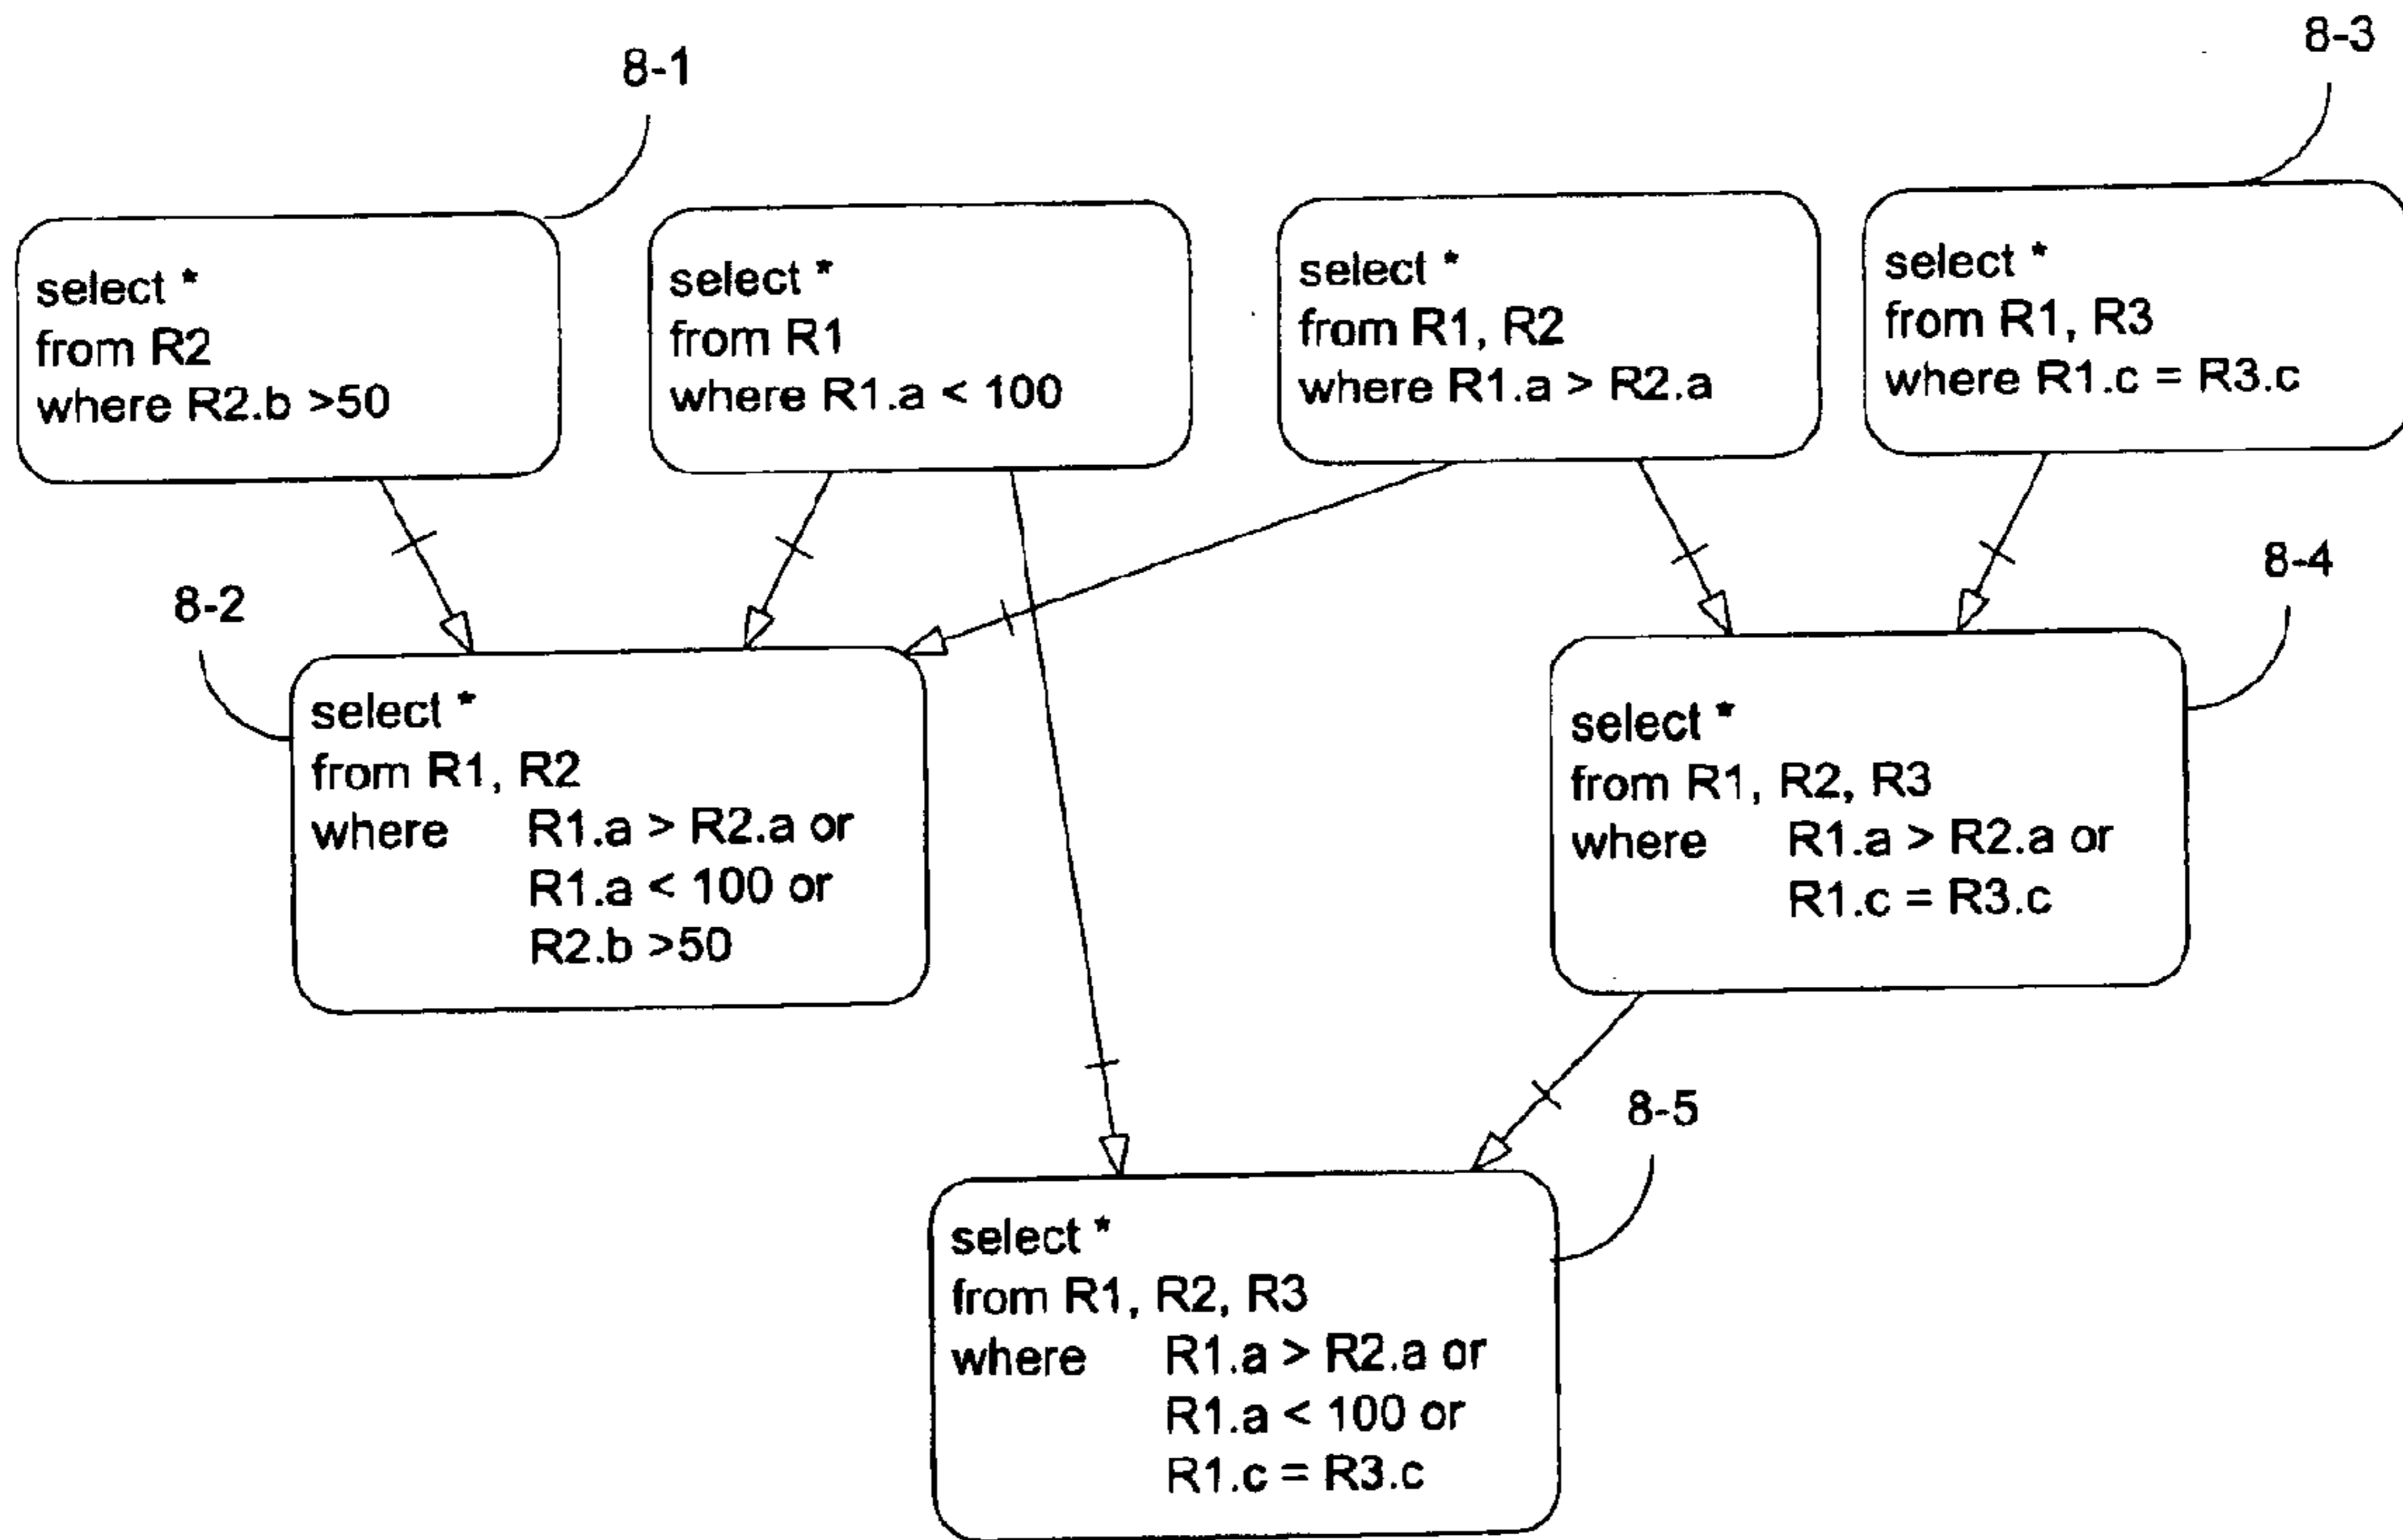 8-1
8-3
select *
from R2
where R2.b >50
select *
from R1
where R1.a < 100
select *
from R1, R2
where R1.a > R2.a
select *
from R1, R3
where R1.c = R3.c
8-2
8-4
select *
from R1, R2
where R1.a > R2.a or
R1.a < 100 or
R2.b >50
select *
from R1, R2, R3
where R1.a > R2.a or
R1.c = R3.c
8-5
select *
from R1, R2, R3
where R1.a > R2.a or
R1.a < 100 or
R1.c = R3.c